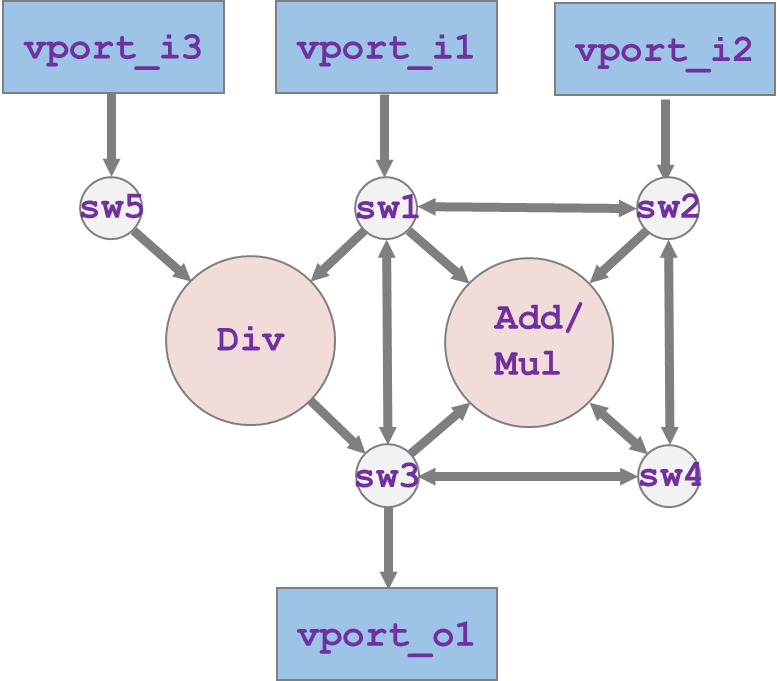 vport_i3
vport_i1
vport_i2
sw5
sw1
sw2
Div
Add/
Mul
sw3
sw4
vport_o1